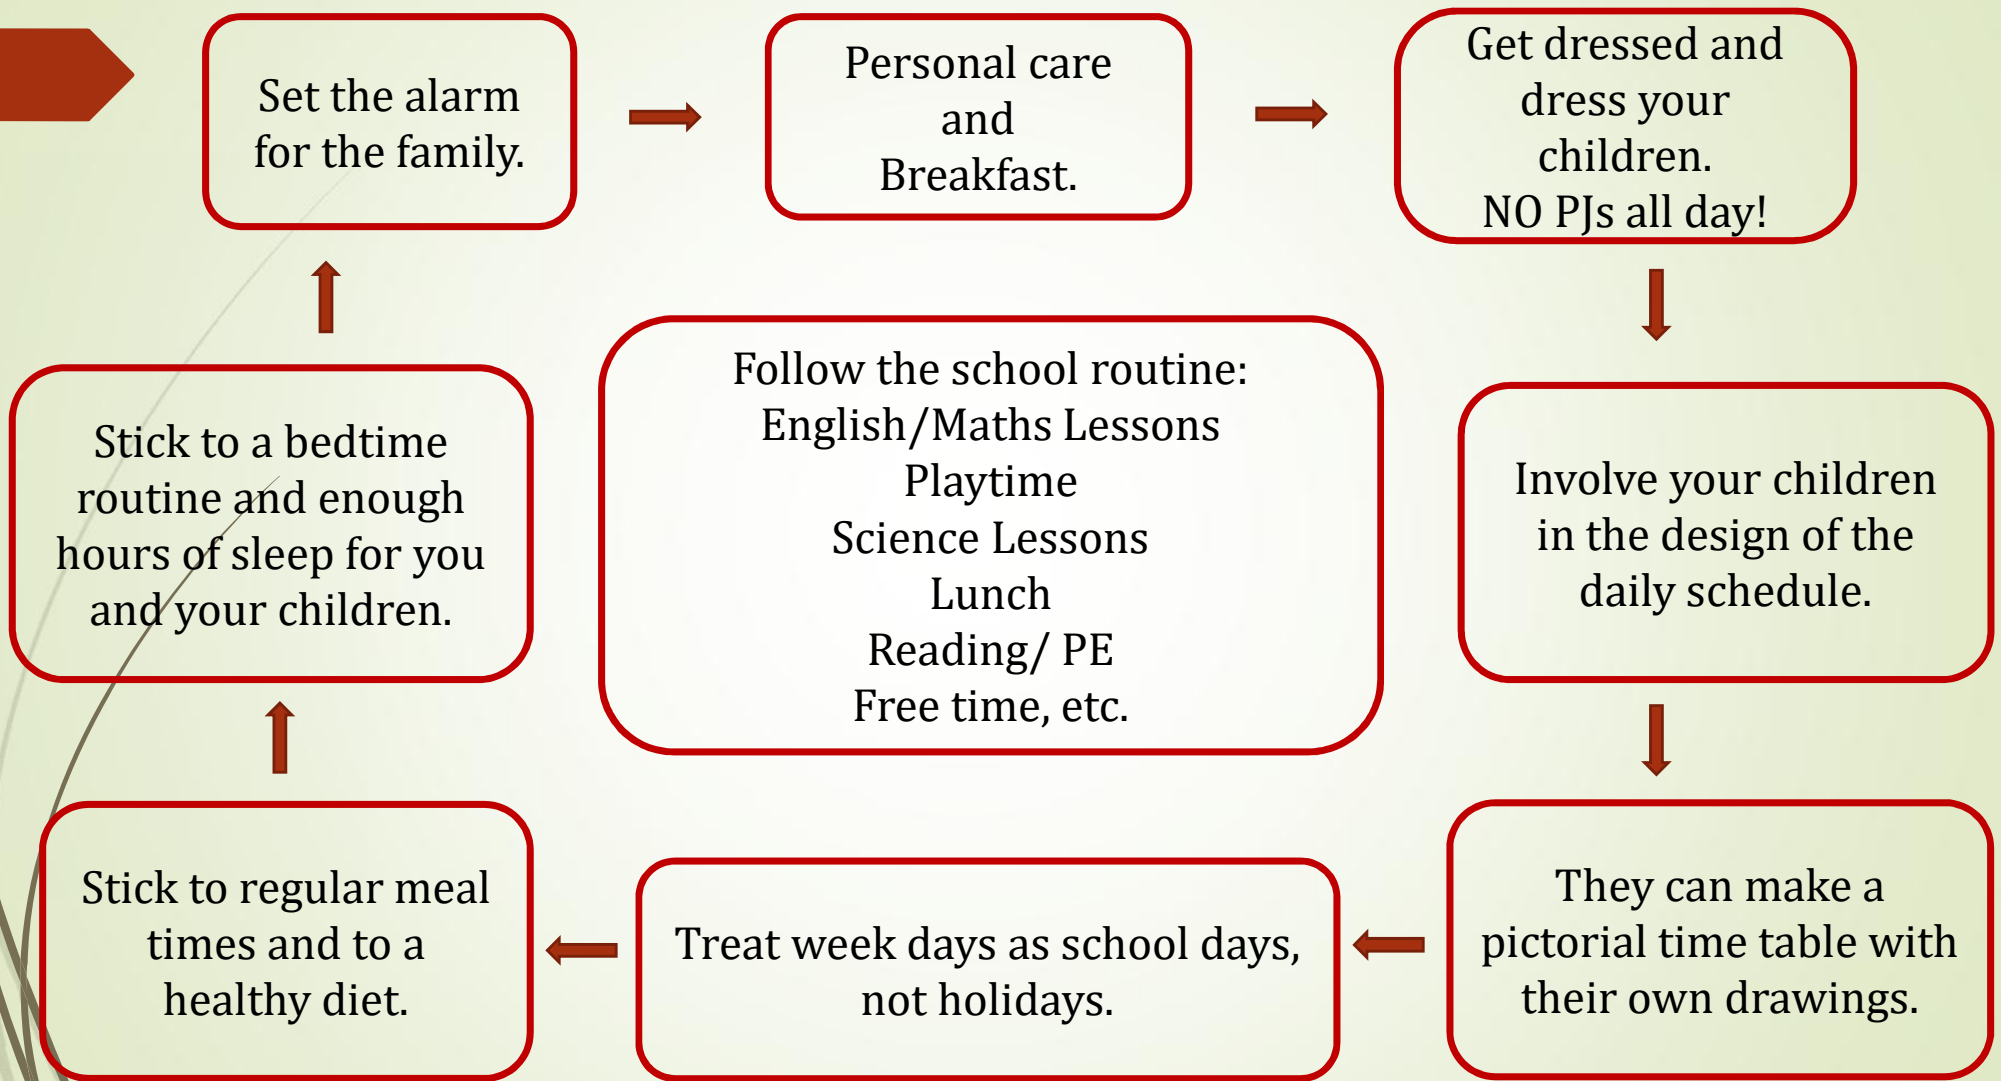 Set the alarm
for the family.
Personal care
and
Breakfast.
Get dressed and
dress your
children.
NO PJs all day!
Involve your children
in the design of the
daily schedule.
They can make a
pictorial time table with
their own drawings.
Treat week days as school days,
not holidays.
Stick to regular meal
times and to a
healthy diet.
Stick to a bedtime
routine and enough
hours of sleep for you
and your children.
Follow the school routine:
English/Maths Lessons
Playtime
Science Lessons
Lunch
Reading/ PE
Free time, etc.